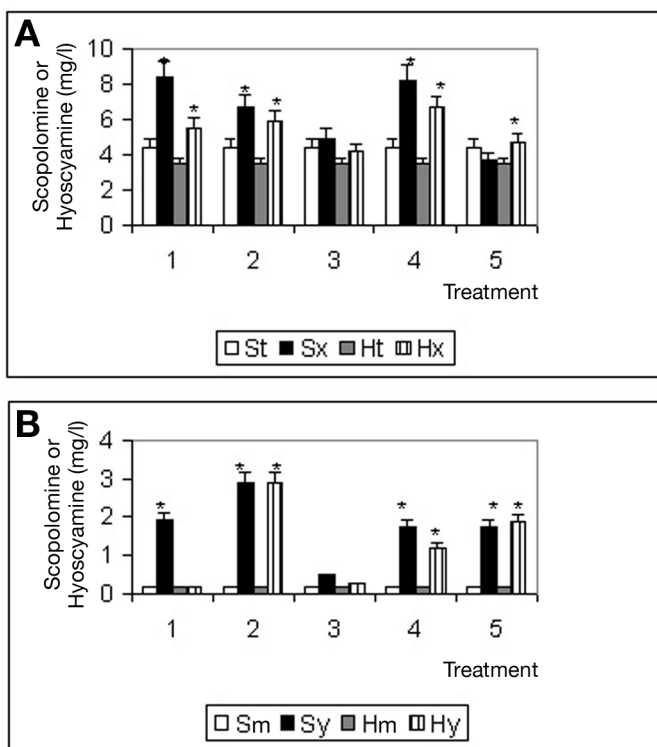 A
Scopolomine or
Hyoscyamine (mg/l)
10
8
6
4
2
0
* * * * * * *
1 2 3 4 5
Treatment
St Sx Ht Hx
B
Scopolomine or
Hyoscyamine (mg/l)
4
3
2
1
0
* * * * * * *
1 2 3 4 5
Treatment
Sm Sy Hm Hy